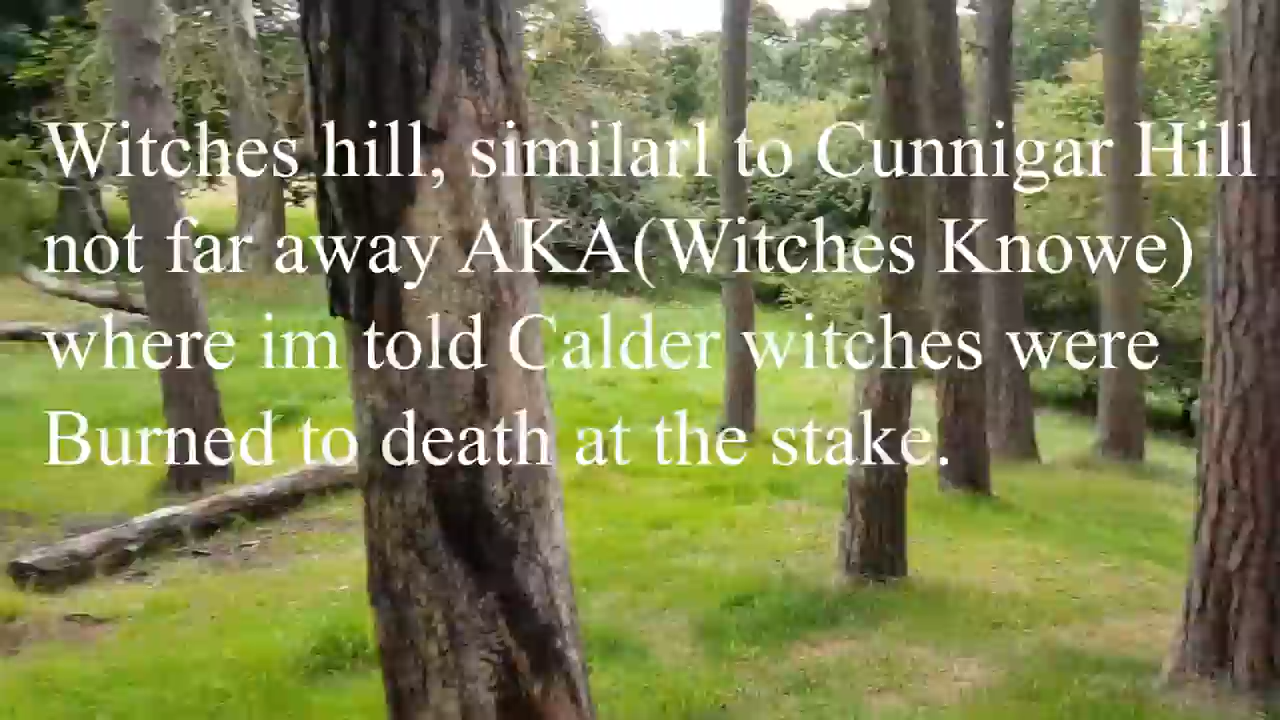 Witches hill, similarl to Cunnigar Hill
not far away AKA(Witches Knowe)
where im told Calder witches were
Burned to death at the stake.